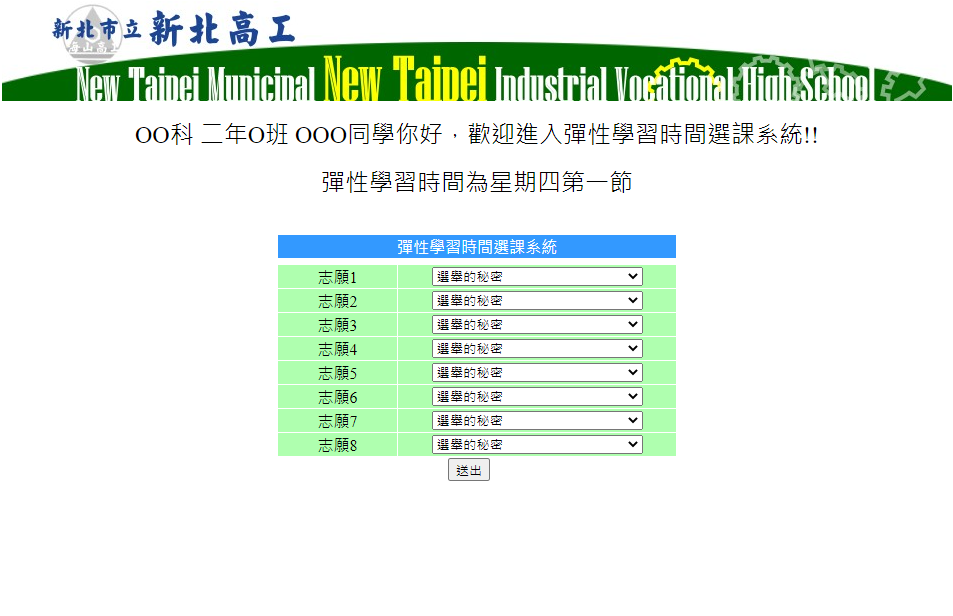 新北市立新北高工
New Taipei Municipal New Taipei Industrial Vocational High School
OO科 二年O班 OOO同學你好，歡迎進入彈性學習時間選課系統!!
彈性學習時間為星期四第一節
彈性學習時間選課系統
志願1 選舉的秘密
志願2 選舉的秘密
志願3 選舉的秘密
志願4 選舉的秘密
志願5 選舉的秘密
志願6 選舉的秘密
志願7 選舉的秘密
志願8 選舉的秘密
送出